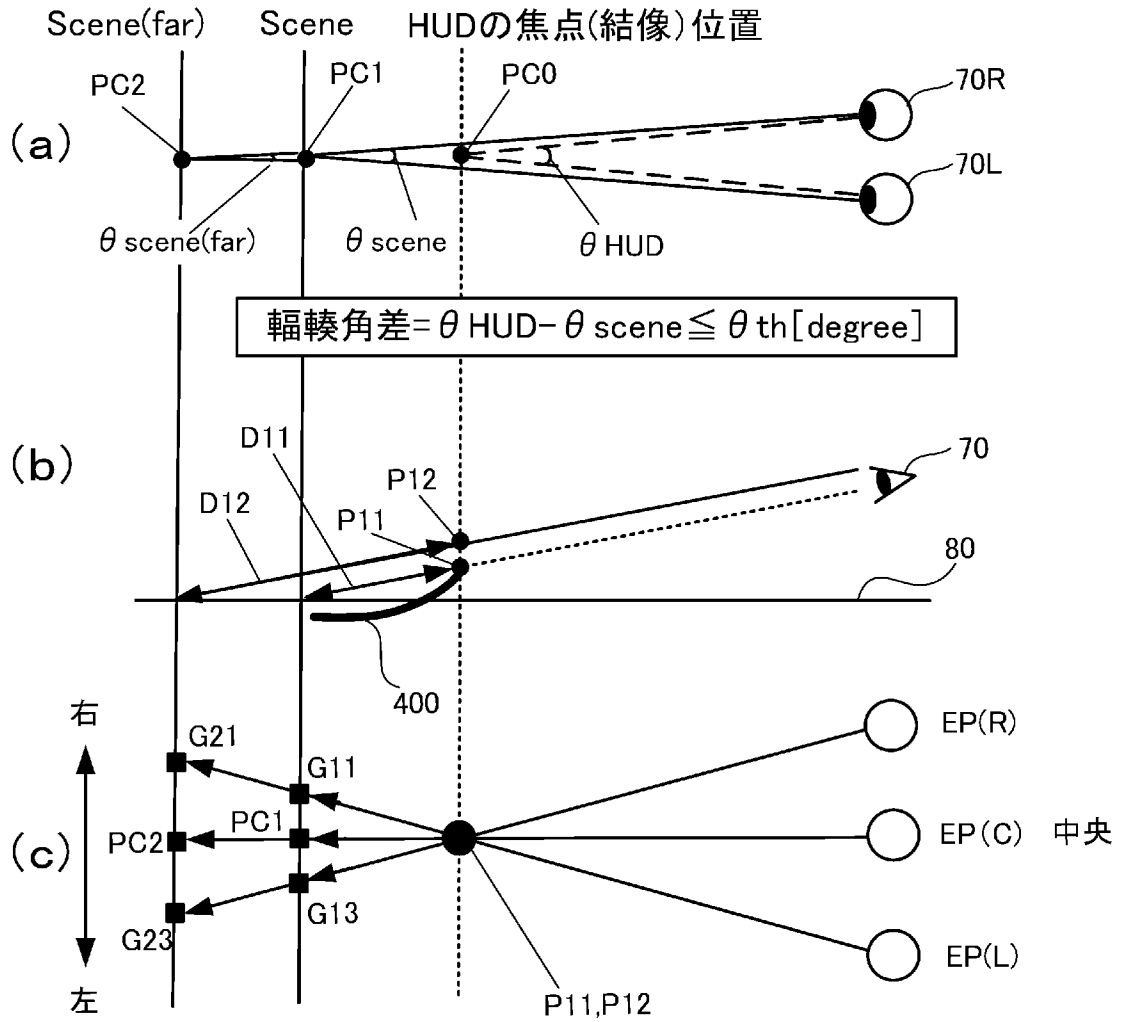 Scene(far) Scene HUDの焦点(結像)位置
PC2 PC1 PC0 70R
(a)
70L
θ scene(far) θ scene θ HUD
輻輳角差=θ HUD-θ scene≦θ th[degree]
(b)
D11 P12 70
D12 P11
80
400
右 EP(R)
G21 G11
(c) PC2 PC1 EP(C) 中央
G23 G13
左 EP(L)
P11,P12